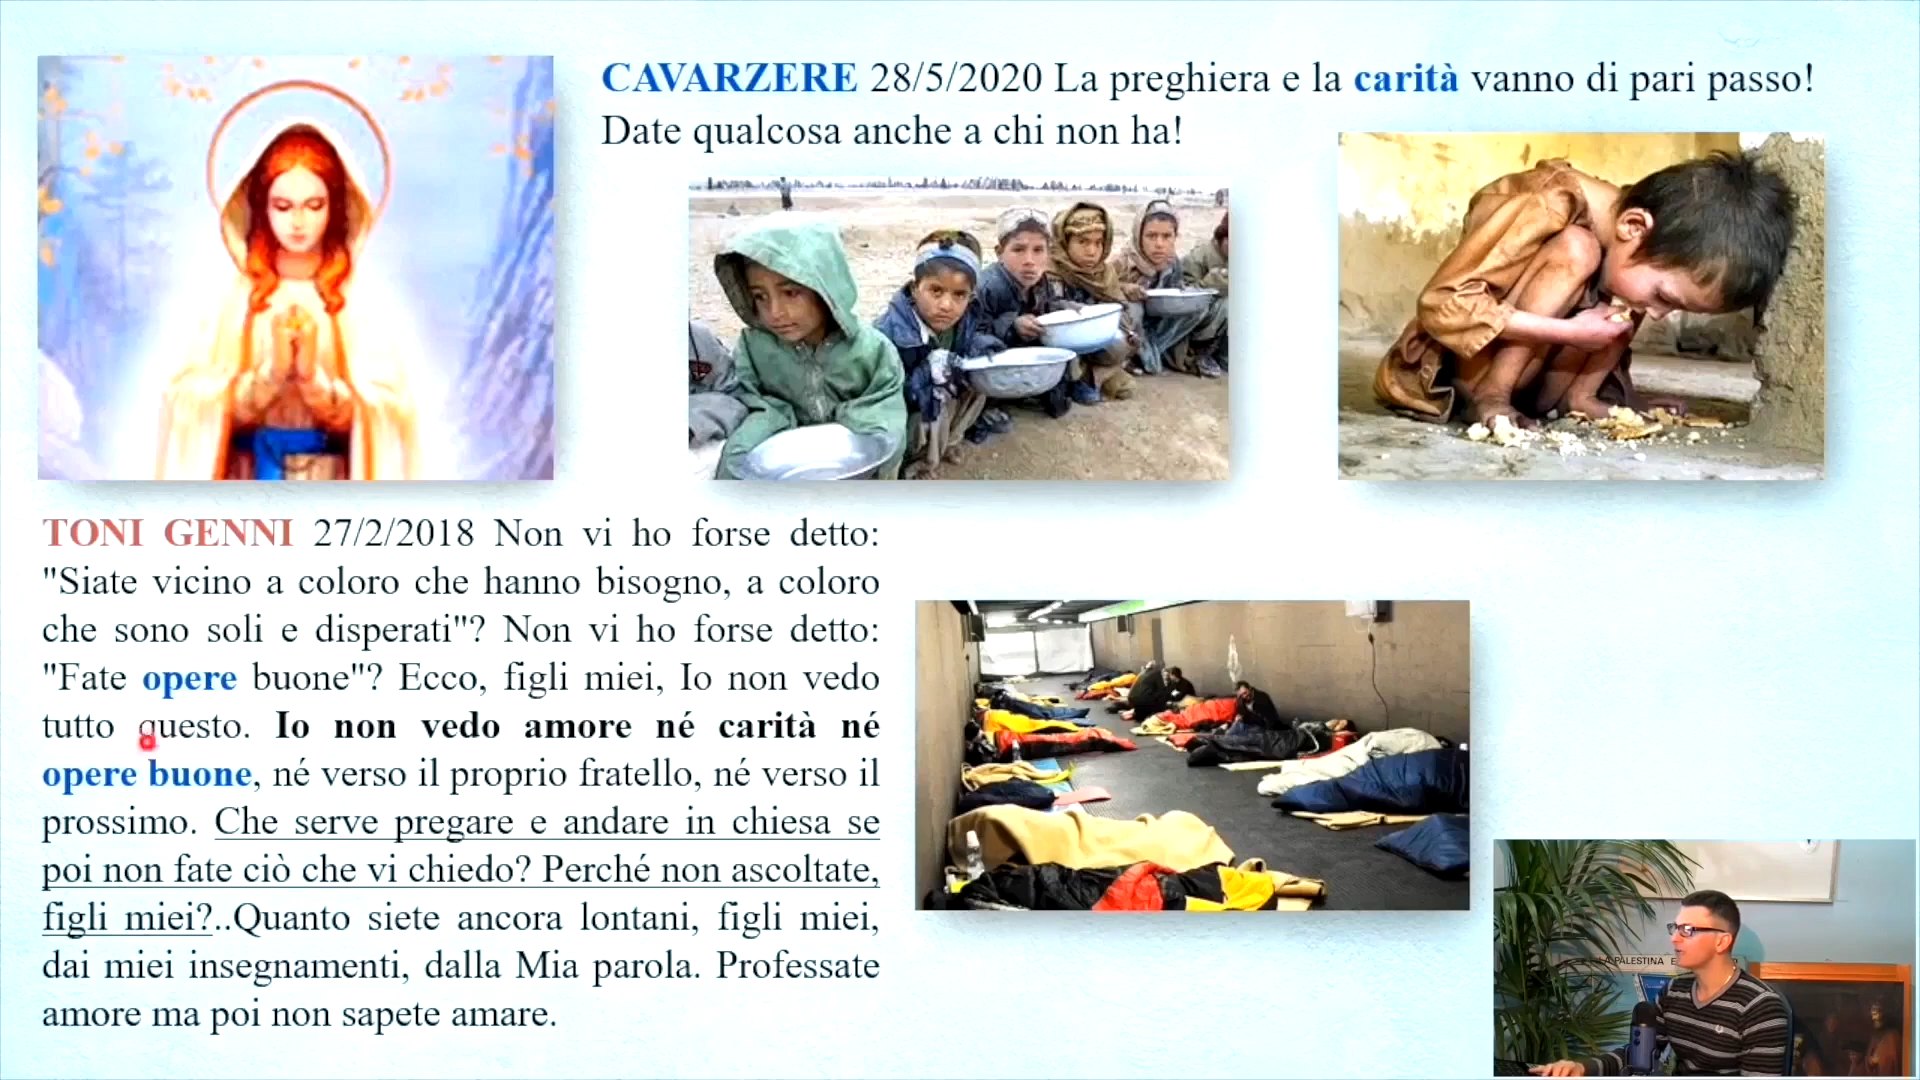 CAVARZERE 28/5/2020 La preghiera e la carità vanno di pari passo!
Date qualcosa anche a chi non ha!
TONI GENNI 27/2/2018 Non vi ho forse detto:
"Siate vicino a coloro che hanno bisogno, a coloro
che sono soli e disperati"? Non vi ho forse detto:
"Fate opere buone"? Ecco, figli miei, Io non vedo
tutto questo. Io non vedo amore né carità né
opere buone, né verso il proprio fratello, né verso il
prossimo. Che serve pregare e andare in chiesa se
poi non fate ciò che vi chiedo? Perché non ascoltate,
figli miei?..Quanto siete ancora lontani, figli miei,
dai miei insegnamenti, dalla Mia parola. Professate
amore ma poi non sapete amare.
LA PALESTINA